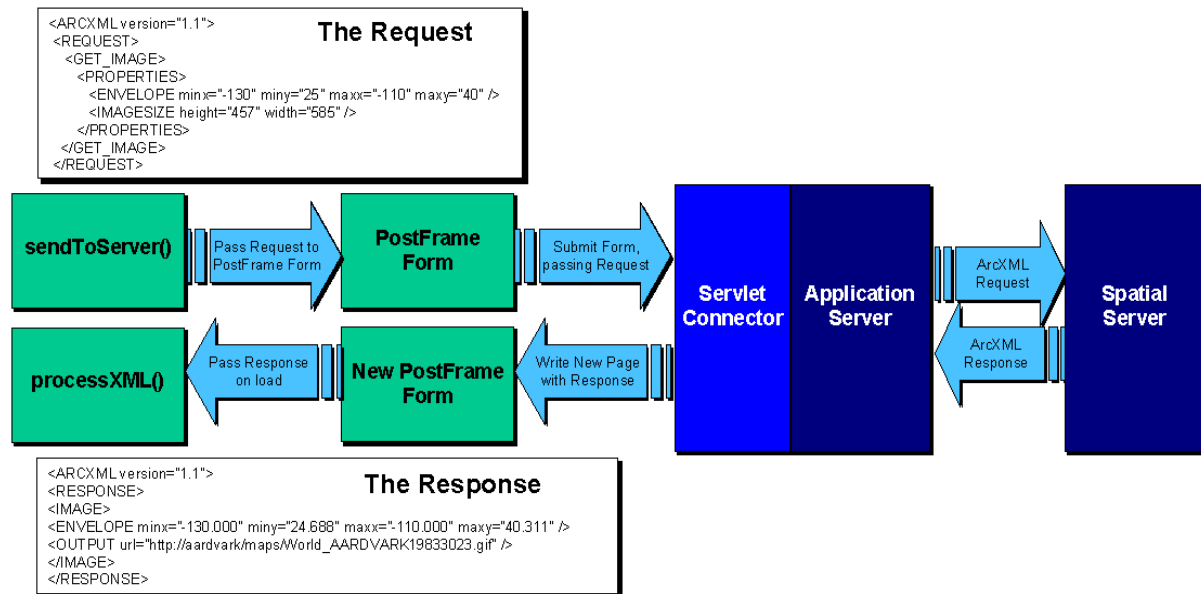 <ARCXML version="1.1">
<REQUEST>
<GET_IMAGE>
<PROPERTIES>
<ENVELOPE minx="-130" miny="25" maxx="-110" maxy="40" />
<IMAGESIZE height="457" width="585" />
</PROPERTIES>
</GET_IMAGE>
</REQUEST>
The Request
sendToServer()
Pass Request to
PostFrame Form
PostFrame
Form
Submit Form,
passing Request
Servlet
Connector
Application
Server
ArcXML
Request
Spatial
Server
ArcXML
Response
Write New Page
with Response
New PostFrame
Form
Pass Response
on load
processXML()
<ARCXML version="1.1">
<RESPONSE>
<IMAGE>
<ENVELOPE minx="-130.000" miny="24.688" maxx="-110.000" maxy="40.311" />
<OUTPUT url="http://aardvark/maps/World_AARDVARK19833023.gif" />
</IMAGE>
</RESPONSE>
The Response